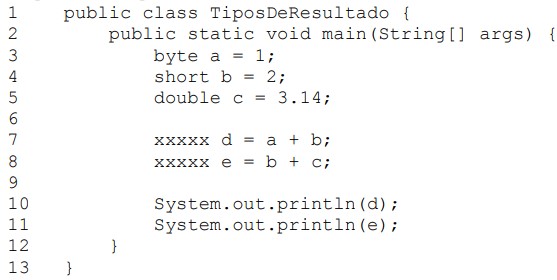 1 public class TiposDeResultado {
2 public static void main(String[] args) {
3 byte a = 1;
4 short b = 2;
5 double c = 3.14;
6
7 xxxxx d = a + b;
8 xxxxx e = b + c;
9
10 System.out.println(d);
11 System.out.println(e);
12 }
13 }